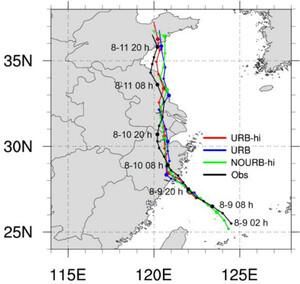 35N
30N
25N
115E
120E
125E
8-11 20 h
8-11 08 h
8-10 20 h
8-10 08 h
8-9 20 h
8-9 08 h
8-9 02 h
URB-hi
URB
NOURB-hi
Obs